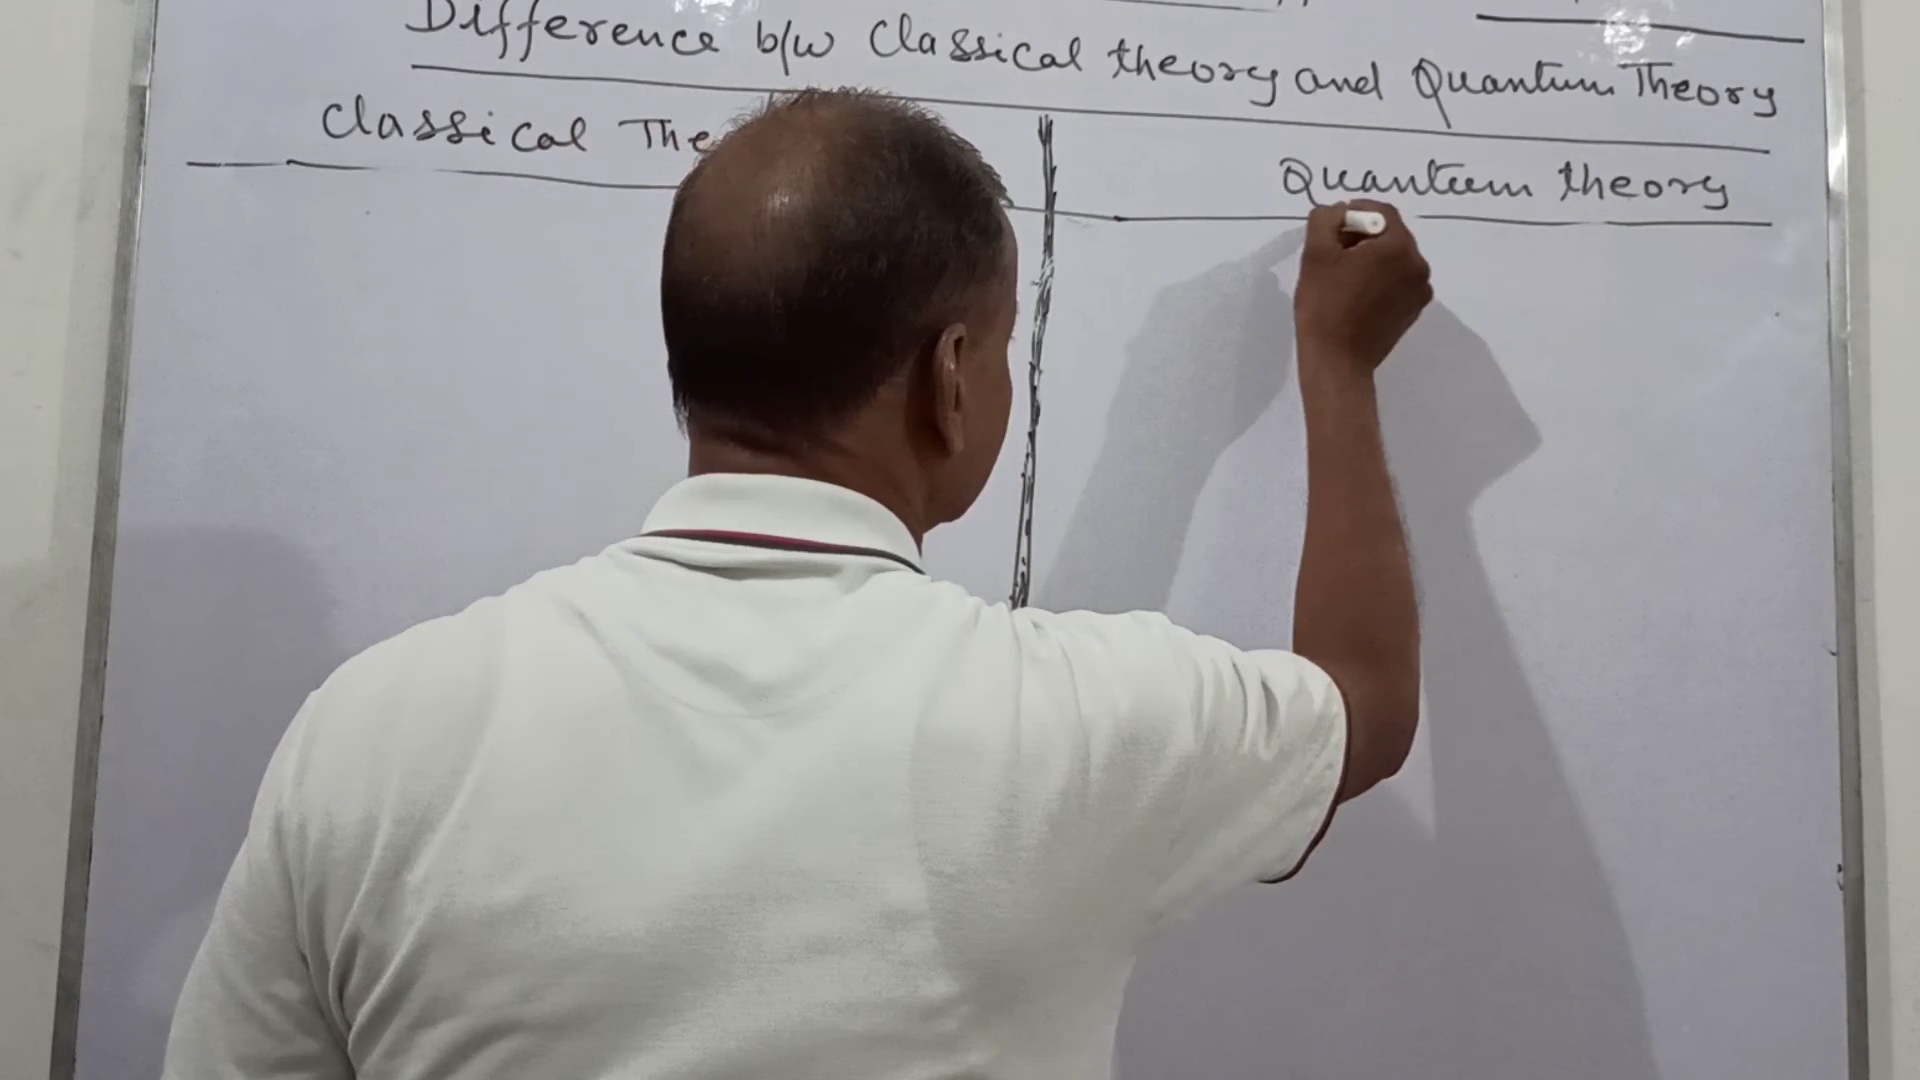 Difference b/w Classical theory and Quantum Theory
Classical The
Quantum theory